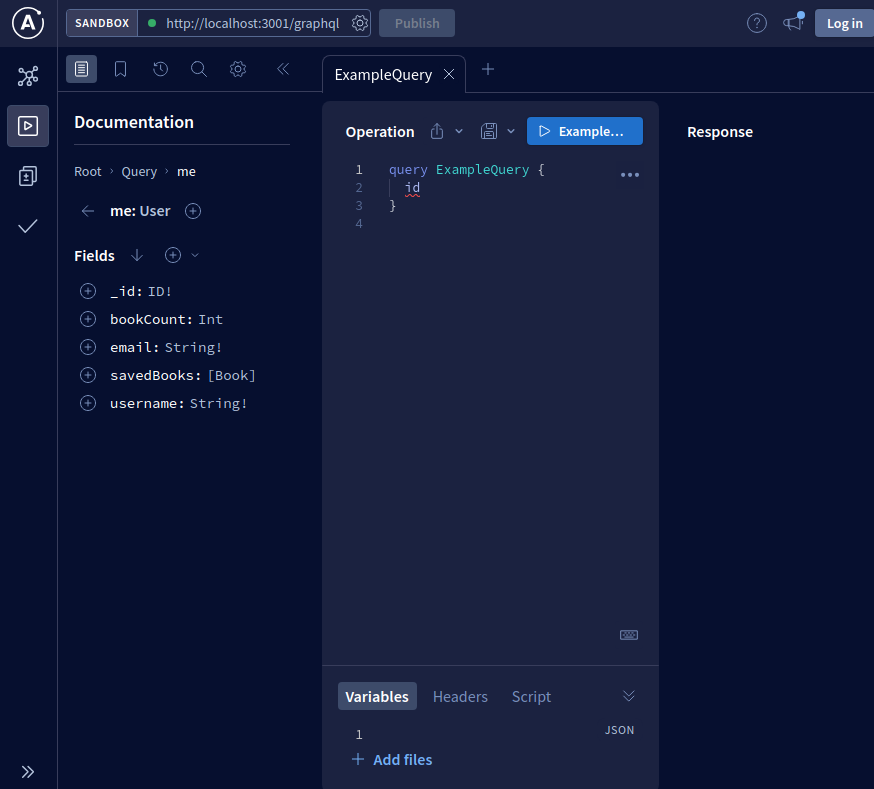 SANDBOX http://localhost:3001/graphql Publish Log in
ExampleQuery
Documentation
Root › Query › me
me: User
Fields
_id: ID!
bookCount: Int
email: String!
savedBooks: [Book]
username: String!
Operation Example...
1 query ExampleQuery {
2 id
3 }
4
Variables Headers Script
1 JSON
Add files
Response